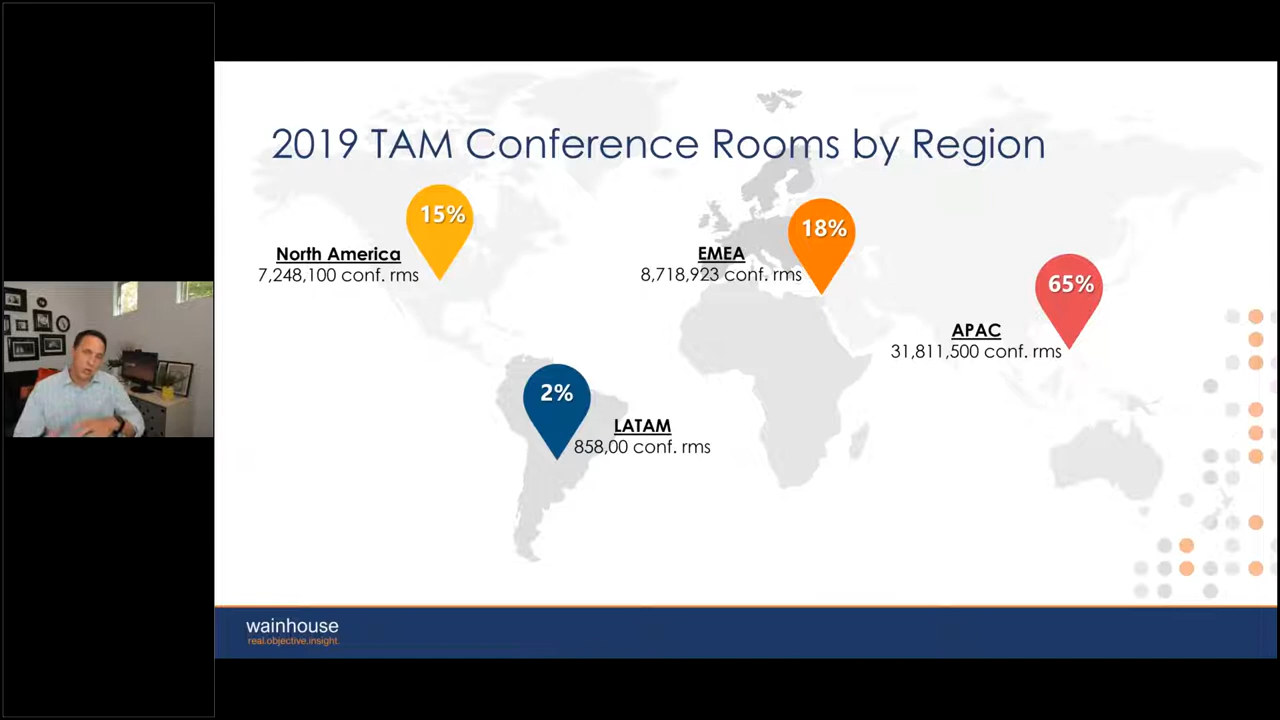 2019 TAM Conference Rooms by Region
15%
North America
7,248,100 conf. rms
18%
EMEA
8,718,923 conf. rms
65%
APAC
31,811,500 conf. rms
2%
LATAM
858,00 conf. rms
wainhouse
real.objective.insight.